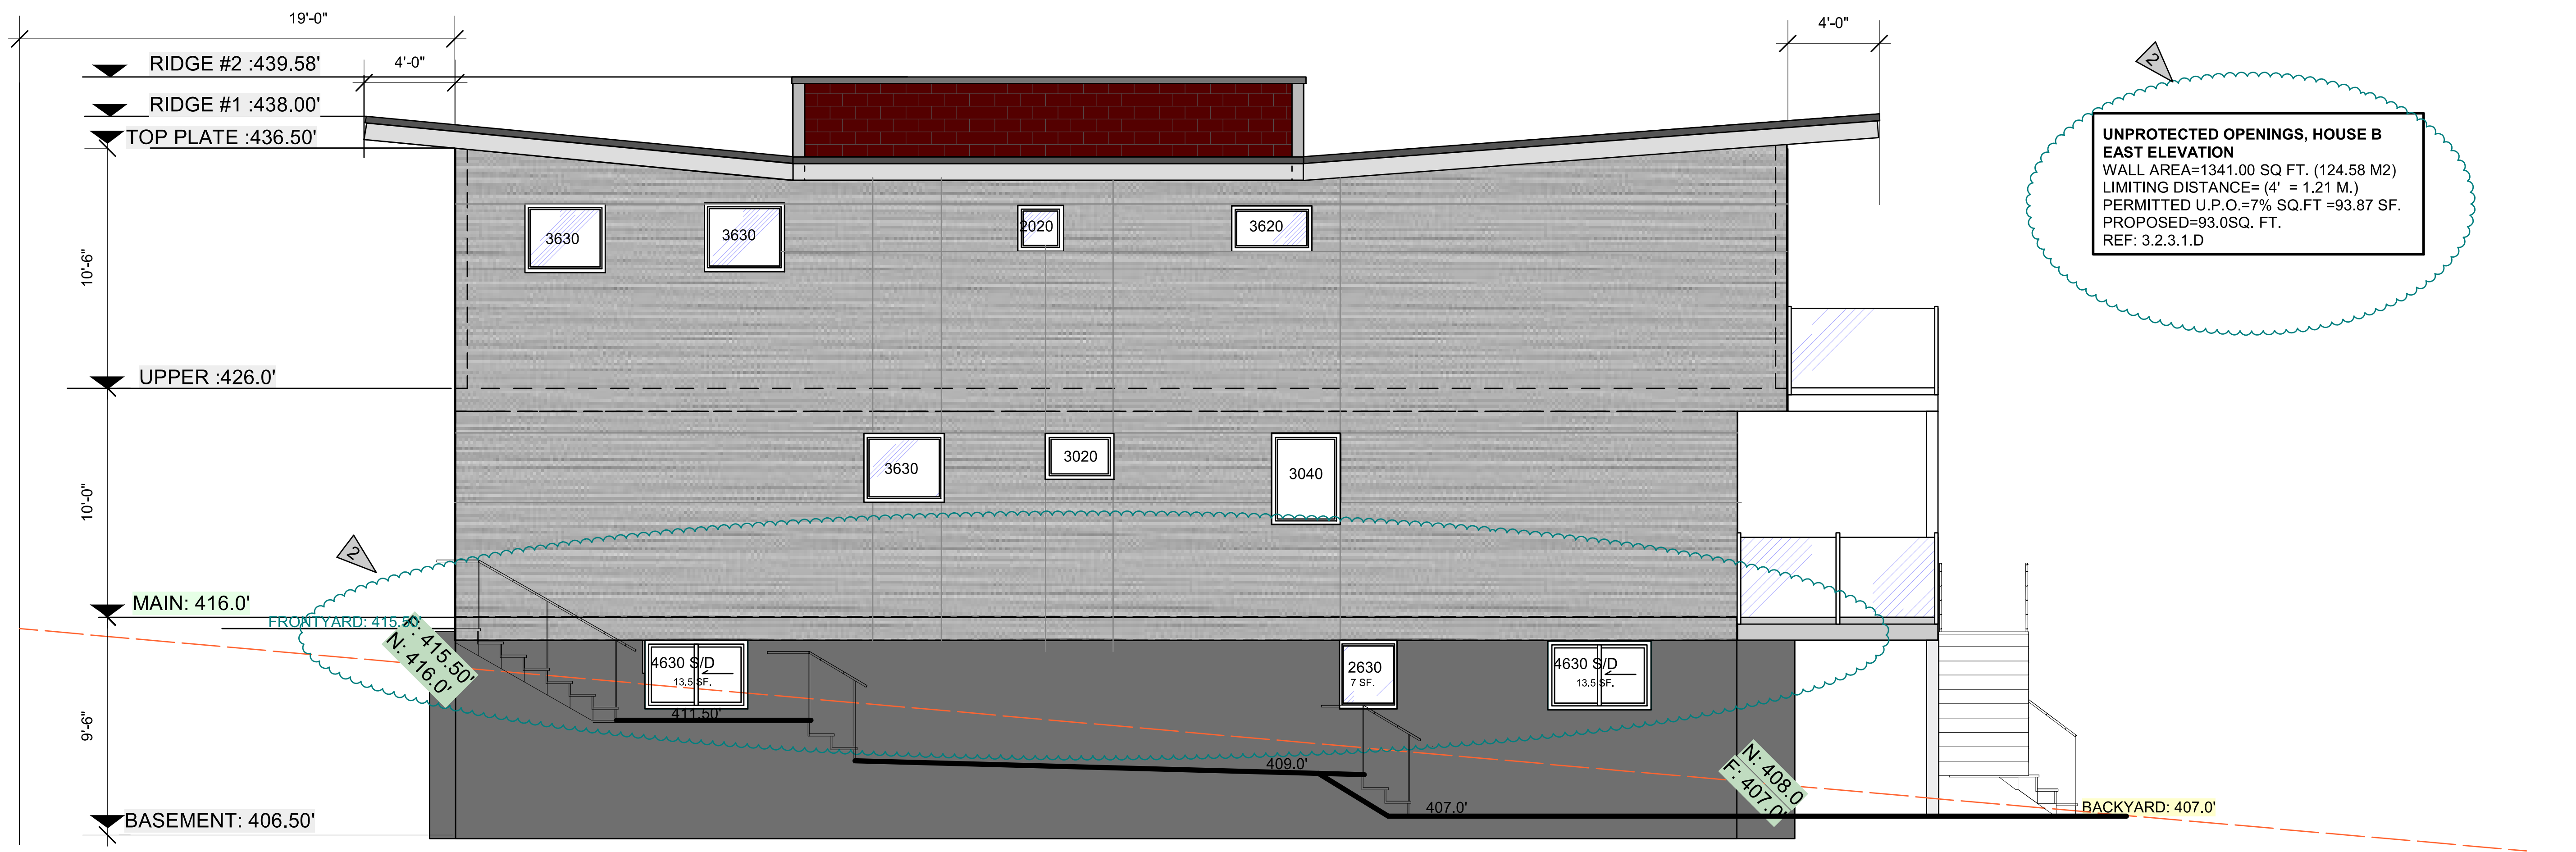 19'-0"
4'-0"
RIDGE #2 :439.58'
4'-0"
2
RIDGE #1 :438.00'
TOP PLATE :436.50'
UNPROTECTED OPENINGS, HOUSE B
EAST ELEVATION
WALL AREA=1341.00 SQ FT. (124.58 M2)
LIMITING DISTANCE= (4' = 1.21 M.)
PERMITTED U.P.O.=7% SQ.FT =93.87 SF.
PROPOSED=93.0SQ. FT.
REF: 3.2.3.1.D
3630
3630
2020
3620
10'-6"
UPPER :426.0'
3630
3020
3040
10'-0"
2
MAIN: 416.0'
FRONTYARD: 415.50'
F: 415.50'
N: 416.0'
4630 S/D
13.5 SF.
2630
7 SF.
4630 S/D
13.5 SF.
411.50'
9'-6"
409.0'
N: 408.0
F: 407.0'
407.0'
BACKYARD: 407.0'
BASEMENT: 406.50'